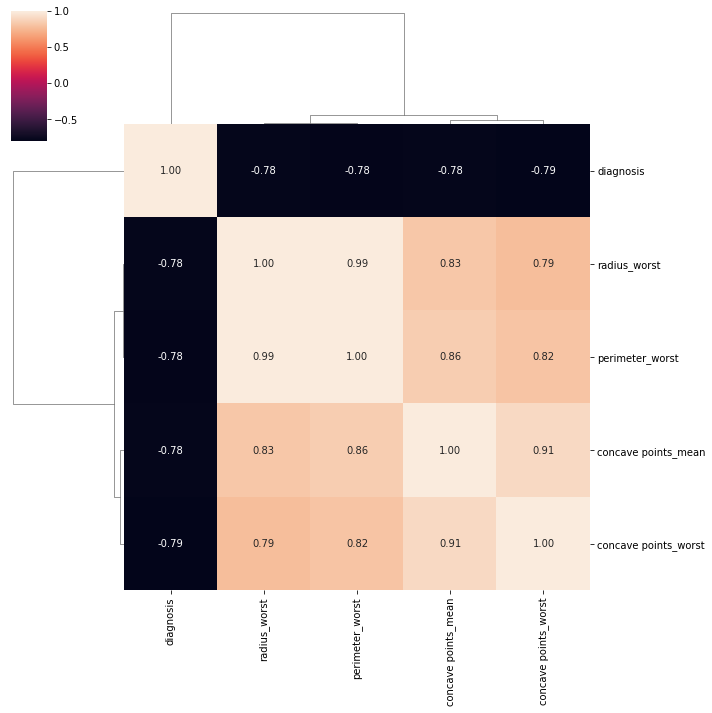 1.0
0.5
0.0
−0.5
1.00 -0.78 -0.78 -0.78 -0.79 diagnosis
-0.78 1.00 0.99 0.83 0.79 radius_worst
-0.78 0.99 1.00 0.86 0.82 perimeter_worst
-0.78 0.83 0.86 1.00 0.91 concave points_mean
-0.79 0.79 0.82 0.91 1.00 concave points_worst
diagnosis
radius_worst
perimeter_worst
concave points_mean
concave points_worst